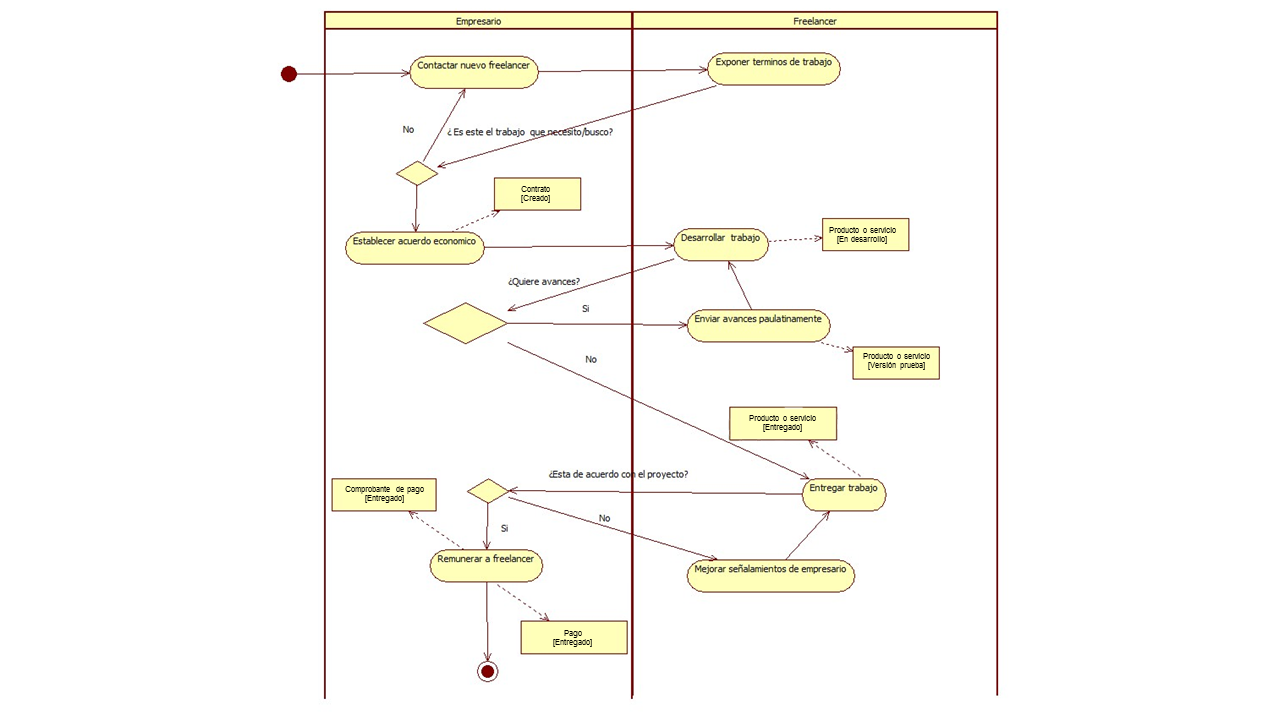 Empresario
Freelancer
Contactar nuevo freelancer
Exponer terminos de trabajo
No
¿Es este el trabajo que necesito/busco?
Contrato
[Creado]
Establecer acuerdo economico
Desarrollar trabajo
Producto o servicio
[En desarrollo]
¿Quiere avances?
Si
Enviar avances paulatinamente
No
Producto o servicio
[Versión prueba]
Producto o servicio
[Entregado]
¿Esta de acuerdo con el proyecto?
Comprobante de pago
[Entregado]
Entregar trabajo
No
Si
Remunerar a freelancer
Mejorar señalamientos de empresario
Pago
[Entregado]